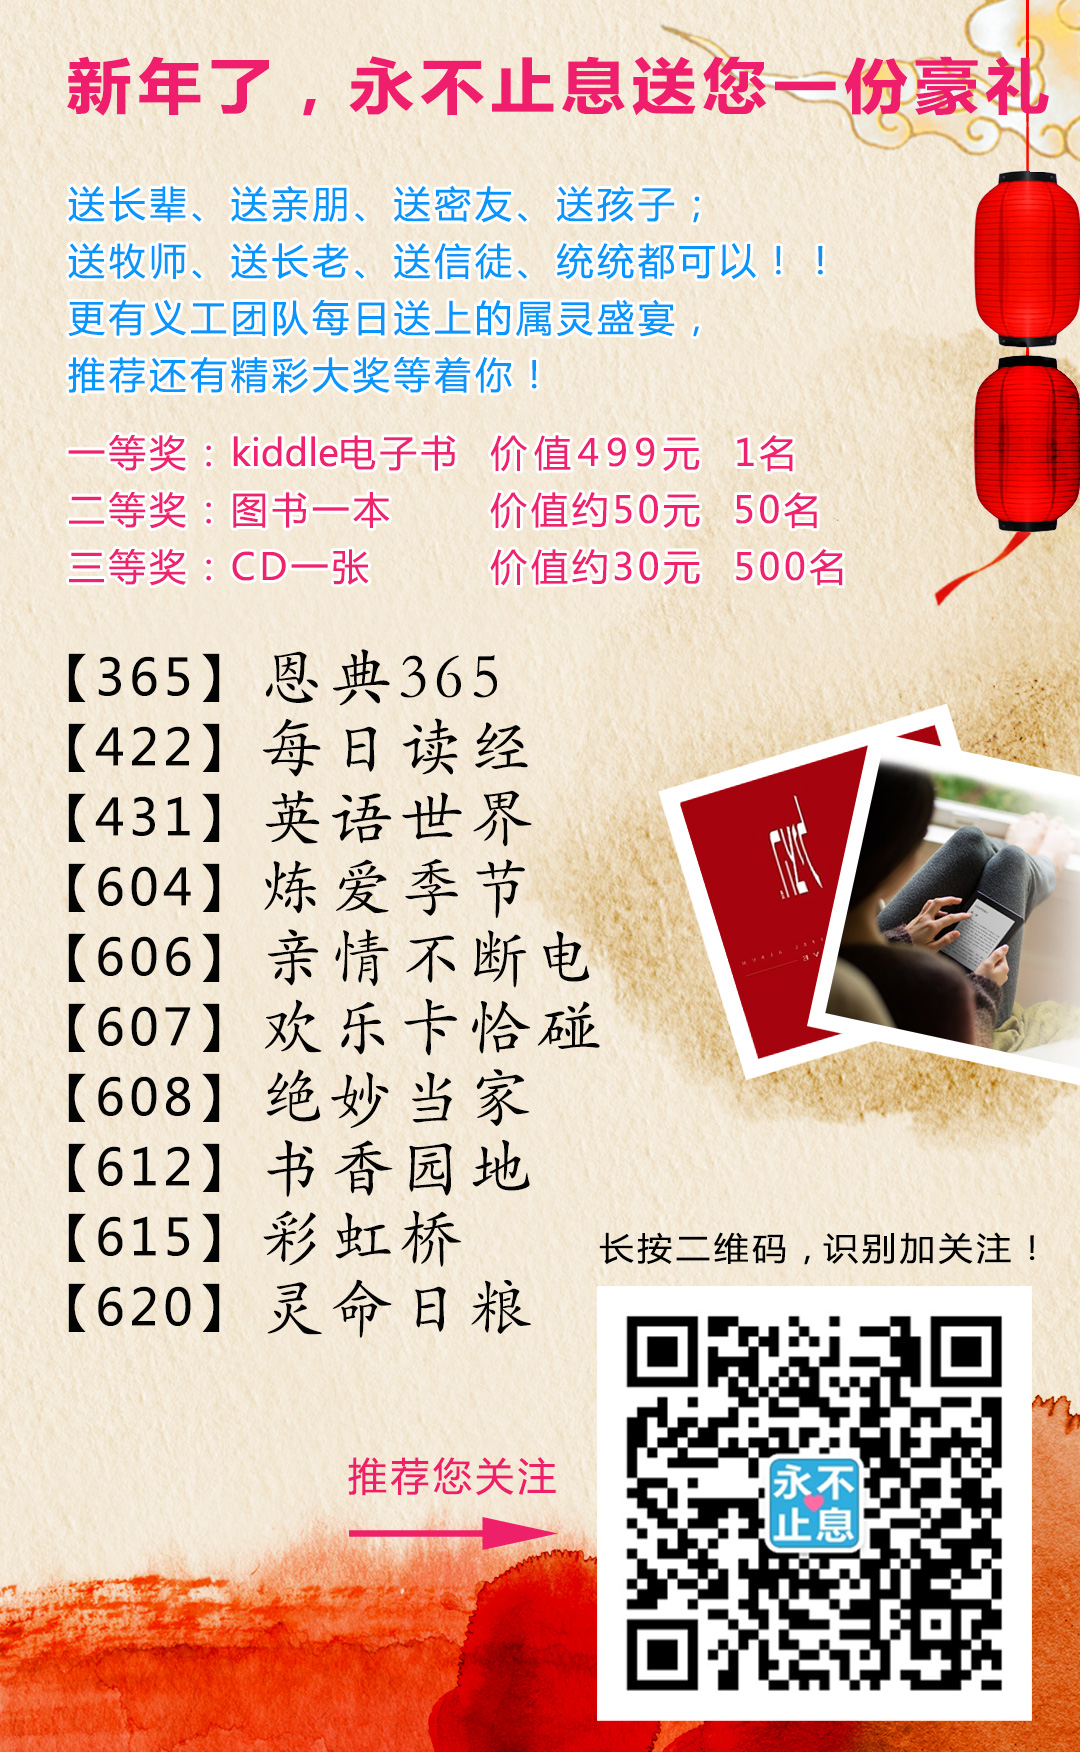 新年了，永不止息送您一份豪礼
送长辈、送亲朋、送密友、送孩子；
送牧师、送长老、送信徒、统统都可以！！
更有义工团队每日送上的属灵盛宴，
推荐还有精彩大奖等着你！
一等奖：kiddle电子书 价值499元 1名
二等奖：图书一本 价值约50元 50名
三等奖：CD一张 价值约30元 500名
【365】恩典365
【422】每日读经
【431】英语世界
【604】炼爱季节
【606】亲情不断电
【607】欢乐卡恰碰
【608】绝妙当家
【612】书香园地
【615】彩虹桥
【620】灵命日粮
长按二维码，识别加关注！
推荐您关注
永不
止息